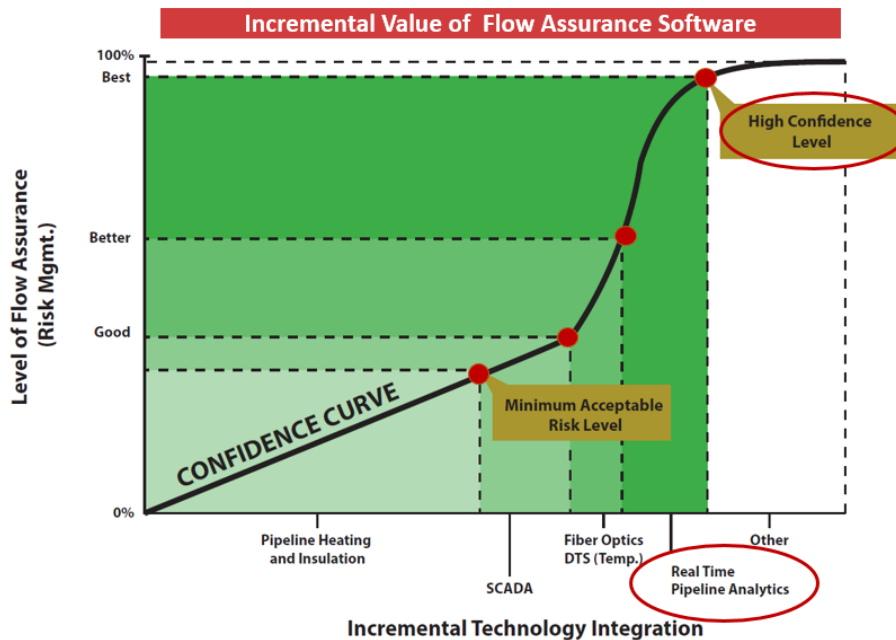 Incremental Value of Flow Assurance Software
100%
Best
High Confidence
Level
Better
Good
Level of Flow Assurance
(Risk Mgmt.)
CONFIDENCE CURVE
Minimum Acceptable
Risk Level
0%
Pipeline Heating
and Insulation
SCADA
Fiber Optics
DTS (Temp.)
Real Time
Pipeline Analytics
Other
Incremental Technology Integration